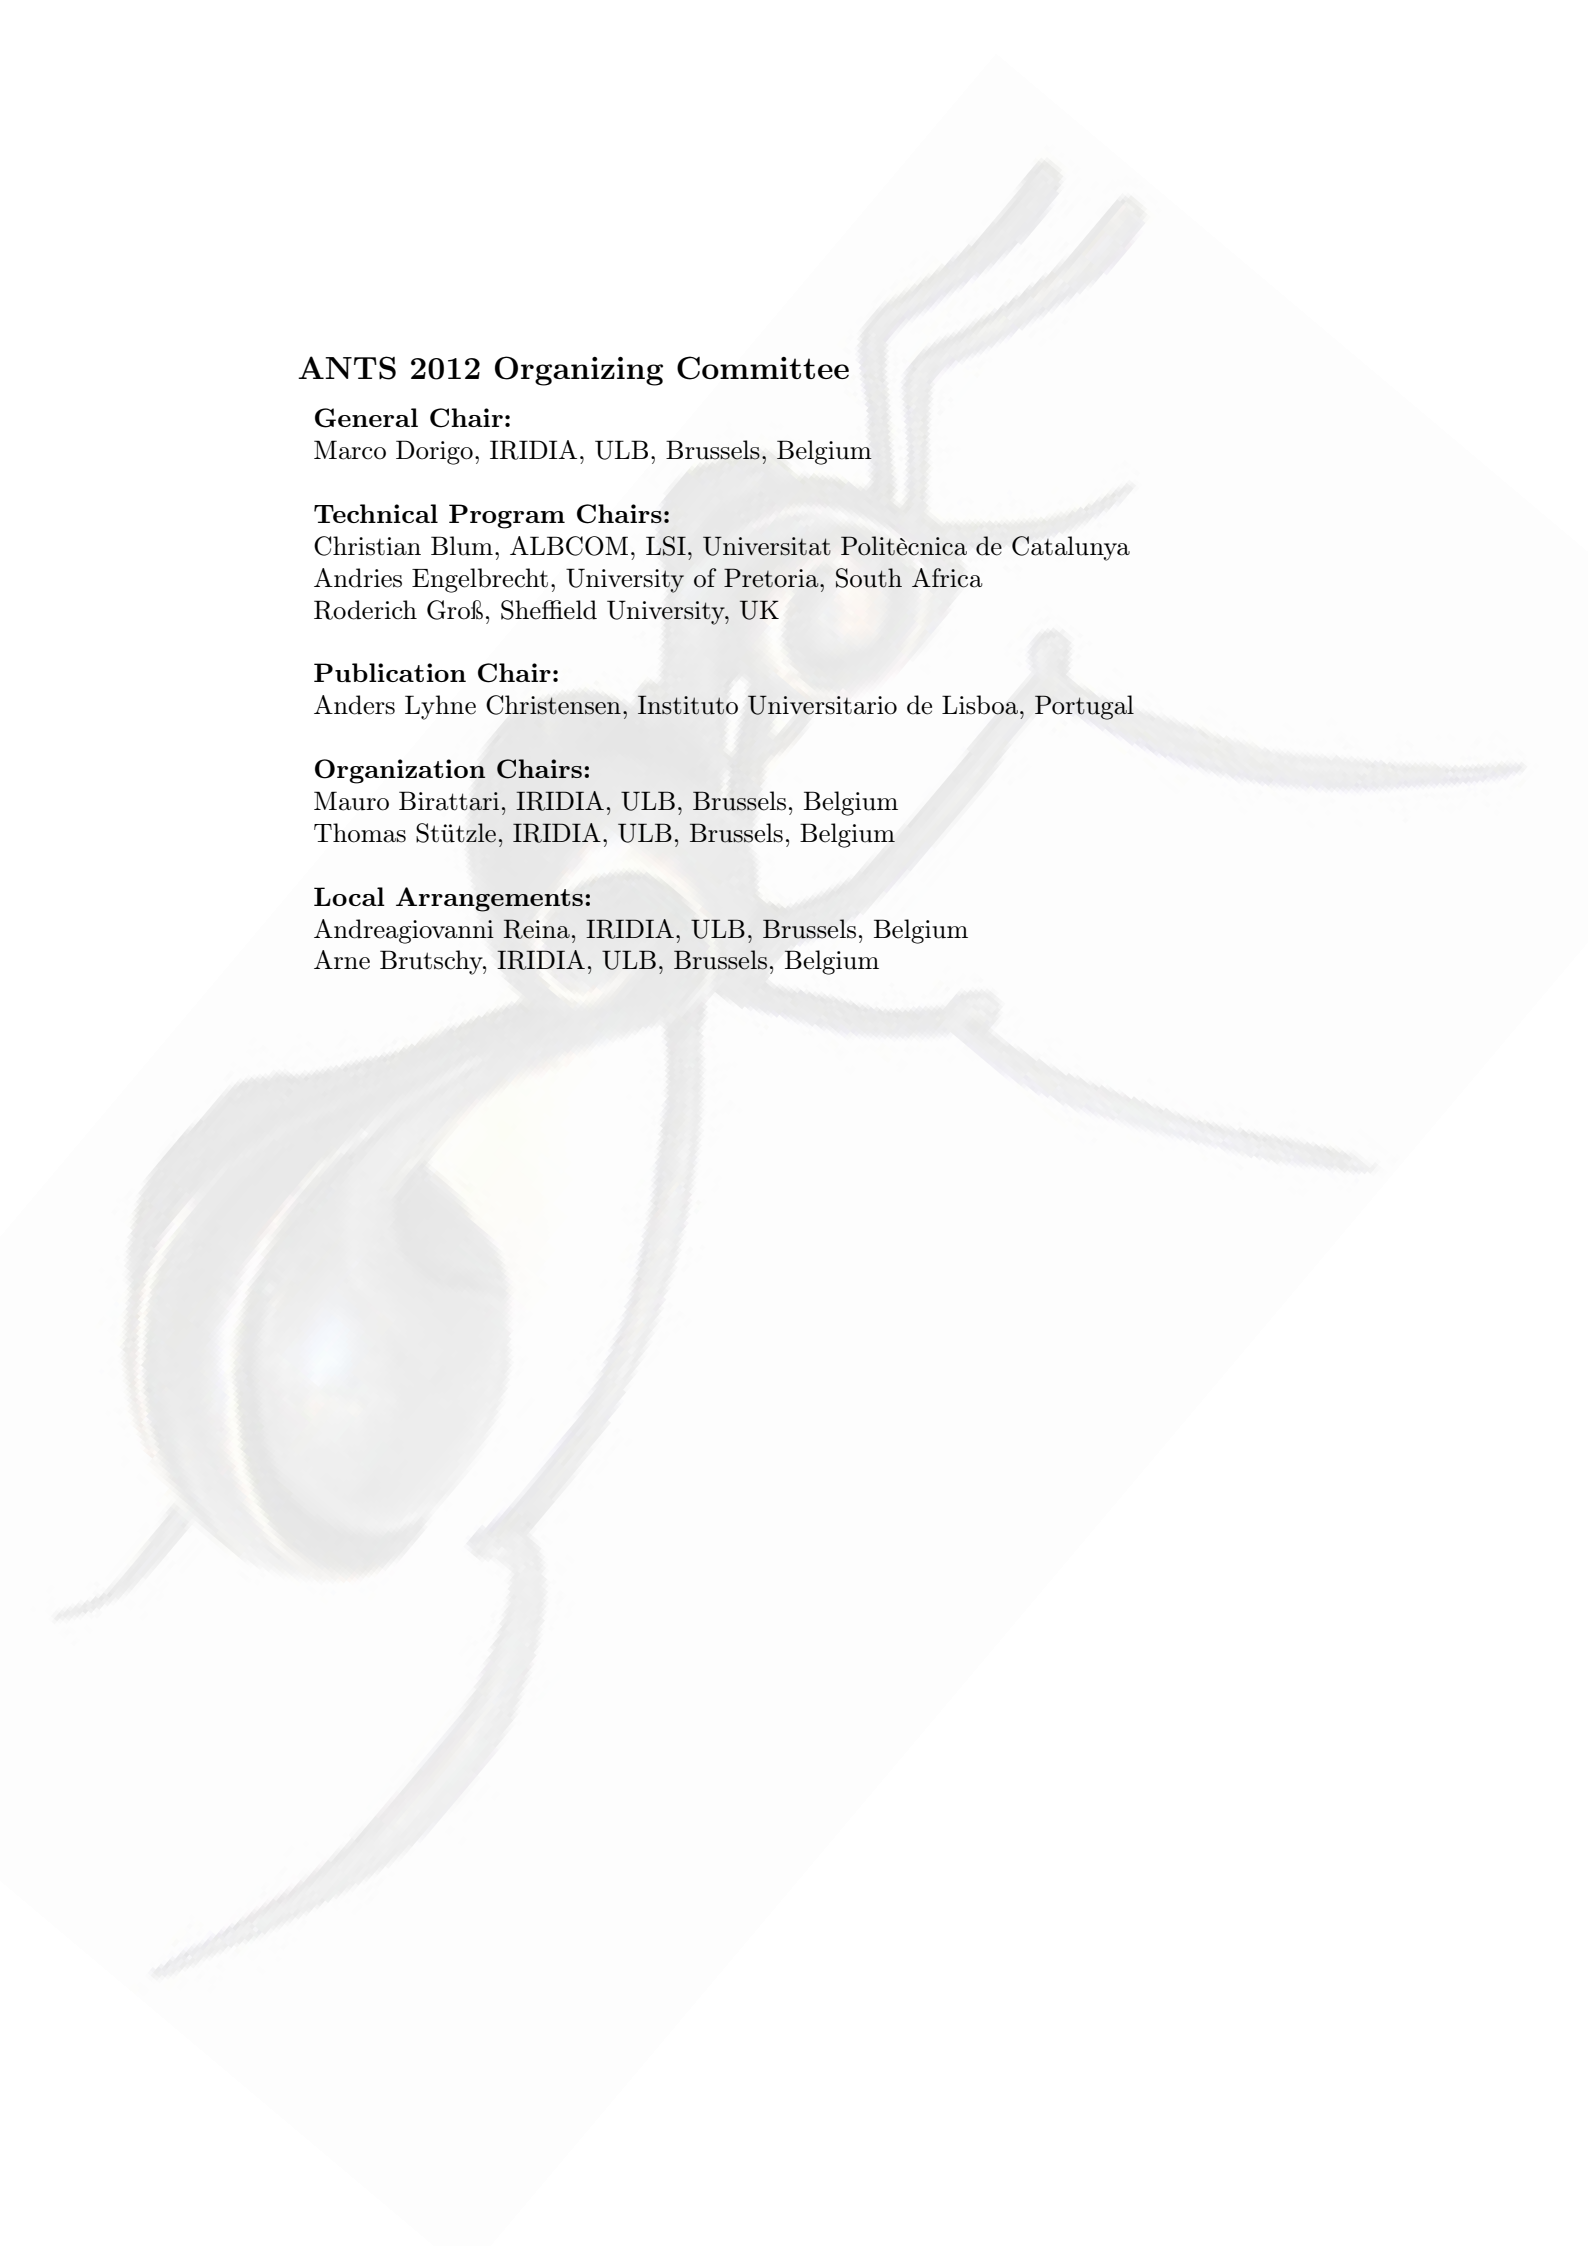 ANTS 2012 Organizing Committee
General Chair:
Marco Dorigo, IRIDIA, ULB, Brussels, Belgium
Technical Program Chairs:
Christian Blum, ALBCOM, LSI, Universitat Politècnica de Catalunya
Andries Engelbrecht, University of Pretoria, South Africa
Roderich Groß, Sheffield University, UK
Publication Chair:
Anders Lyhne Christensen, Instituto Universitario de Lisboa, Portugal
Organization Chairs:
Mauro Birattari, IRIDIA, ULB, Brussels, Belgium
Thomas Stützle, IRIDIA, ULB, Brussels, Belgium
Local Arrangements:
Andreagiovanni Reina, IRIDIA, ULB, Brussels, Belgium
Arne Brutschy, IRIDIA, ULB, Brussels, Belgium